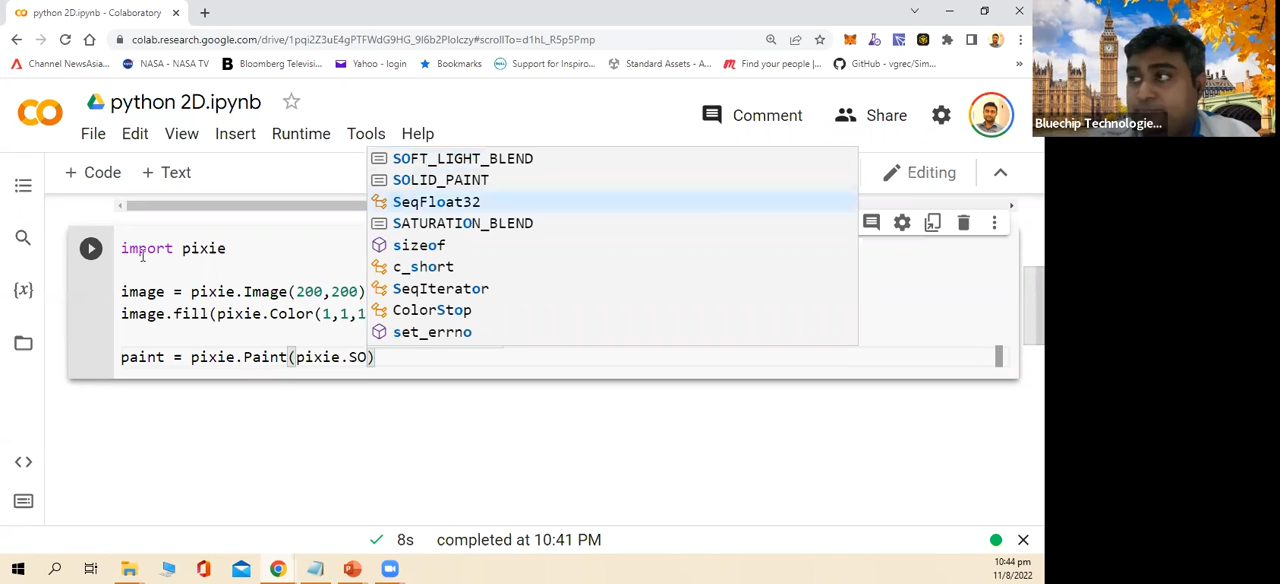 python 2D.ipynb - Colaboratory
colab.research.google.com/drive/1pqi2Z3uE4gPTFWdG9HG_9l6b2PIolczy#scrollTo=d1hL_R5p5Pmp
Channel NewsAsia...
NASA - NASA TV
Bloomberg Televisi...
Yahoo - login
Bookmarks
Support for Inspiro...
Standard Assets - A...
Find your people |...
GitHub - vgrec/Sim...
»
Bluechip Technologie...
python 2D.ipynb
File Edit View Insert Runtime Tools Help
Comment
Share
+ Code + Text
Editing
SOFT_LIGHT_BLEND
SOLID_PAINT
SeqFloat32
SATURATION_BLEND
sizeof
c_short
SeqIterator
ColorStop
set_errno
import pixie
image = pixie.Image(200,200)
image.fill(pixie.Color(1,1,1
paint = pixie.Paint(pixie.SO)
{x}
<>
8s completed at 10:41 PM
10:44 pm
11/8/2022